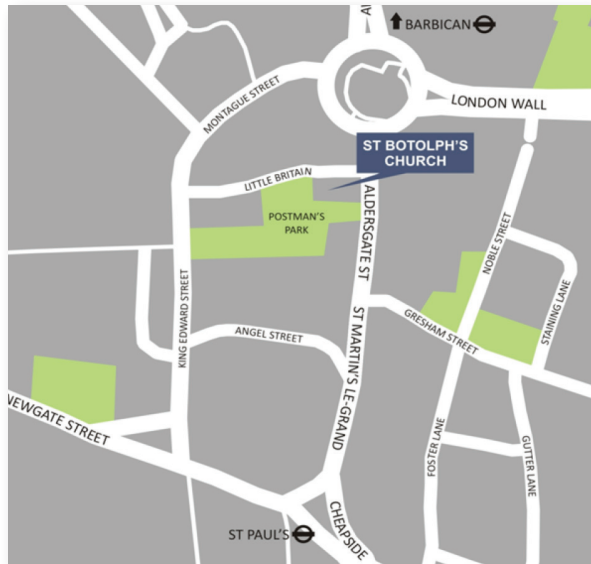 AI
BARBICAN
LONDON WALL
MONTAGUE STREET
ST BOTOLPH'S
CHURCH
LITTLE BRITAIN
POSTMAN'S
PARK
ALDERSGATE ST
NOBLE STREET
STAINING LANE
KING EDWARD STREET
ANGEL STREET
ST MARTIN'S LE-GRAND
GRESHAM STREET
NEWGATE STREET
FOSTER LANE
GUTTER LANE
CHEAPSIDE
ST PAUL'S